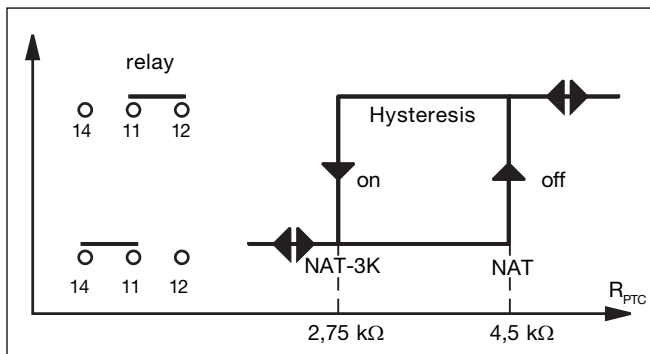 relay
14 11 12
Hysteresis
on
off
14 11 12
NAT-3K
NAT
R_PTC
2,75 kΩ
4,5 kΩ